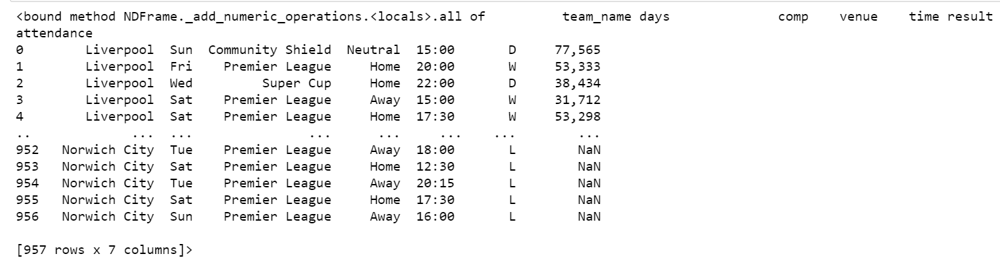 <bound method NDFrame._add_numeric_operations.<locals>.all of          team_name days              comp    venue    time result
attendance
0        Liverpool  Sun  Community Shield  Neutral  15:00       D     77,565
1        Liverpool  Fri    Premier League     Home  20:00       W     53,333
2        Liverpool  Wed         Super Cup     Home  22:00       D     38,434
3        Liverpool  Sat    Premier League     Away  15:00       W     31,712
4        Liverpool  Sat    Premier League     Home  17:30       W     53,298
..             ...  ...               ...      ...     ...    ...        ...
952   Norwich City  Tue    Premier League     Away  18:00       L        NaN
953   Norwich City  Sat    Premier League     Home  12:30       L        NaN
954   Norwich City  Tue    Premier League     Away  20:15       L        NaN
955   Norwich City  Sat    Premier League     Home  17:30       L        NaN
956   Norwich City  Sun    Premier League     Away  16:00       L        NaN
[957 rows x 7 columns]>